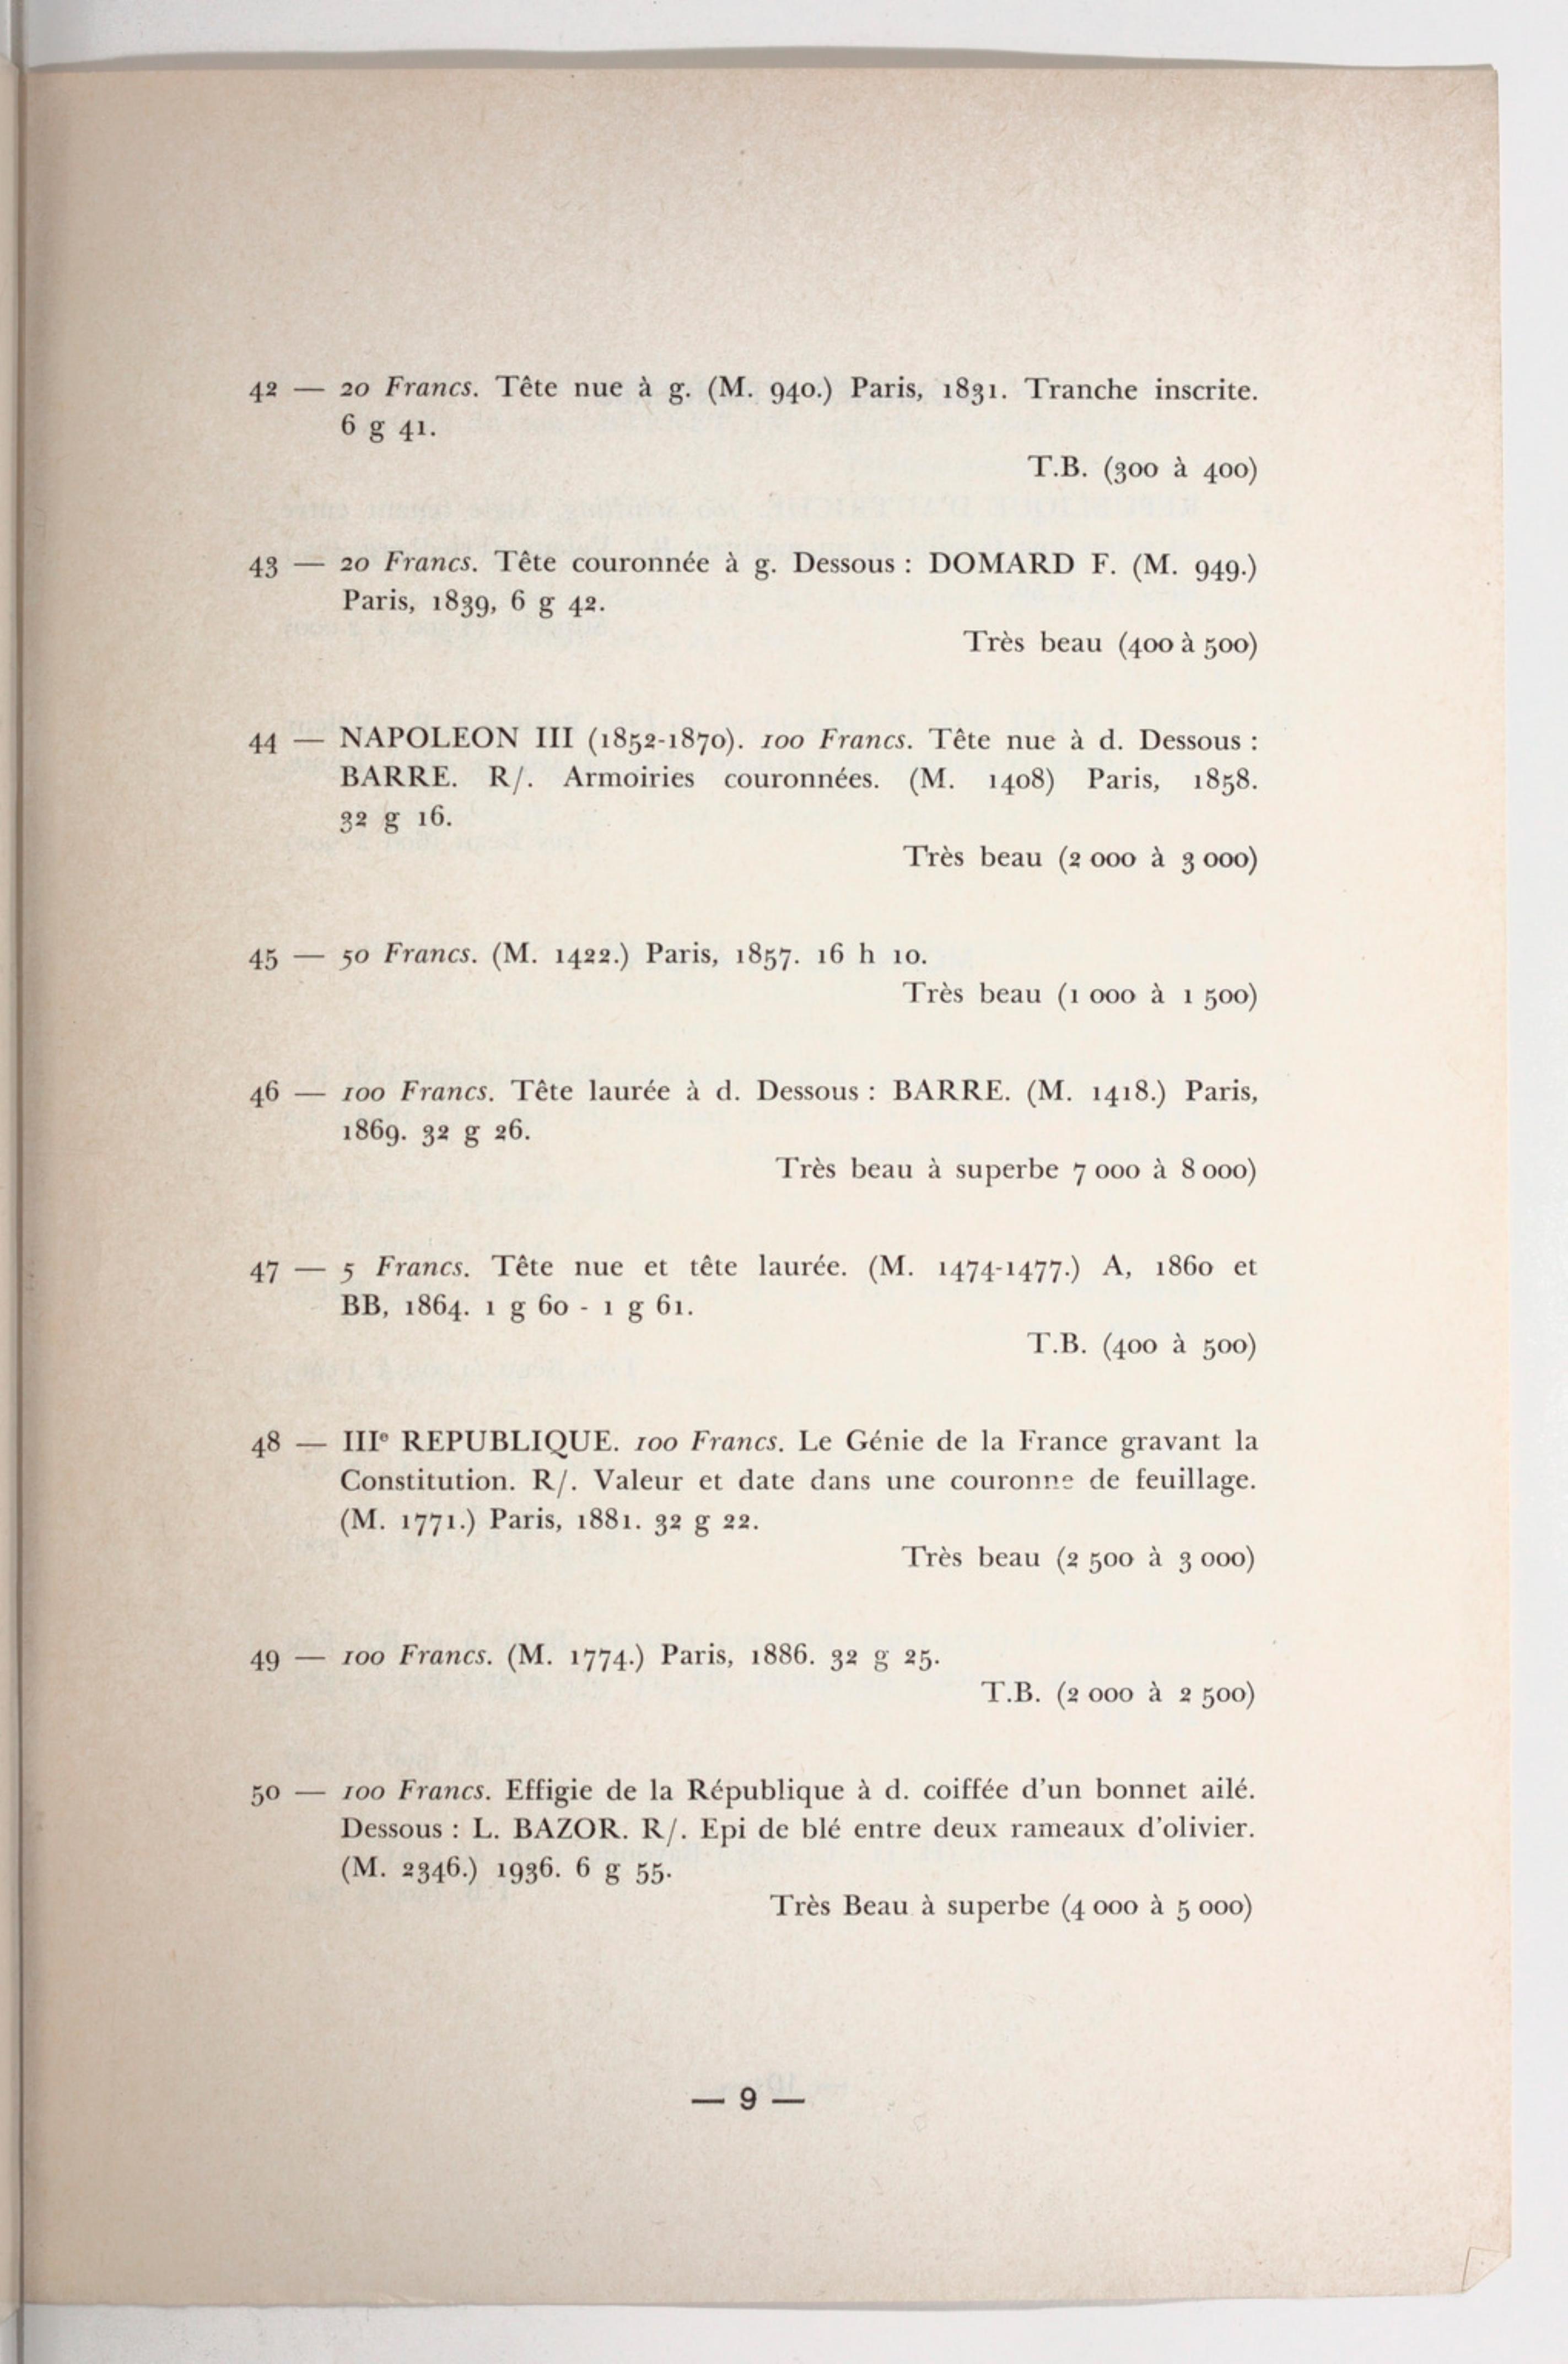 42 — 20 Francs. Tête nue à g. (M. 940.) Paris, 1831. Tranche inscrite.
6 g 41.
T.B. (300 à 400)
43 — 20 Francs. Tête couronnée à g. Dessous : DOMARD F. (M. 949.)
Paris, 1839, 6 g 42.
Très beau (400 à 500)
44 — NAPOLEON III (1852-1870). 100 Francs. Tête nue à d. Dessous :
BARRE. R/. Armoiries couronnées. (M. 1408) Paris, 1858.
32 g 16.
Très beau (2 000 à 3 000)
45 — 50 Francs. (M. 1422.) Paris, 1857. 16 h 10.
Très beau (1 000 à 1 500)
46 — 100 Francs. Tête laurée à d. Dessous : BARRE. (M. 1418.) Paris,
1869. 32 g 26.
Très beau à superbe 7 000 à 8 000)
47 — 5 Francs. Tête nue et tête laurée. (M. 1474-1477.) A, 1860 et
BB, 1864. 1 g 60 - 1 g 61.
T.B. (400 à 500)
48 — IIIe REPUBLIQUE. 100 Francs. Le Génie de la France gravant la
Constitution. R/. Valeur et date dans une couronne de feuillage.
(M. 1771.) Paris, 1881. 32 g 22.
Très beau (2 500 à 3 000)
49 — 100 Francs. (M. 1774.) Paris, 1886. 32 g 25.
T.B. (2 000 à 2 500)
50 — 100 Francs. Effigie de la République à d. coiffée d'un bonnet ailé.
Dessous : L. BAZOR. R/. Epi de blé entre deux rameaux d'olivier.
(M. 2346.) 1936. 6 g 55.
Très Beau à superbe (4 000 à 5 000)
— 9 —